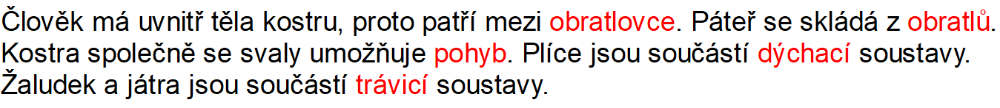 Člověk má uvnitř těla kostru, proto patří mezi obratlovce. Páteř se skládá z obratlů.
Kostra společně se svaly umožňuje pohyb. Plíce jsou součástí dýchací soustavy.
Žaludek a játra jsou součástí trávicí soustavy.